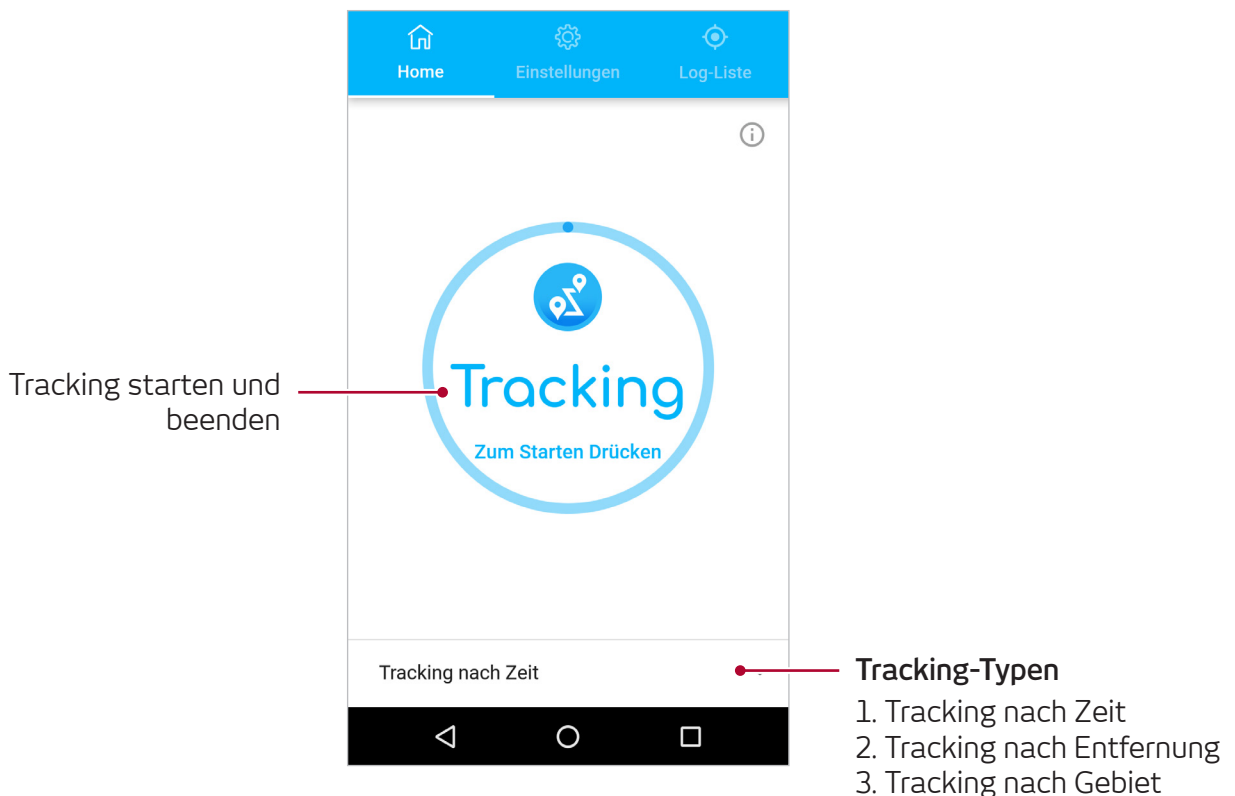 Home
Einstellungen
Log-Liste
Tracking
Zum Starten Drücken
Tracking starten und
beenden
Tracking nach Zeit
Tracking-Typen
1. Tracking nach Zeit
2. Tracking nach Entfernung
3. Tracking nach Gebiet